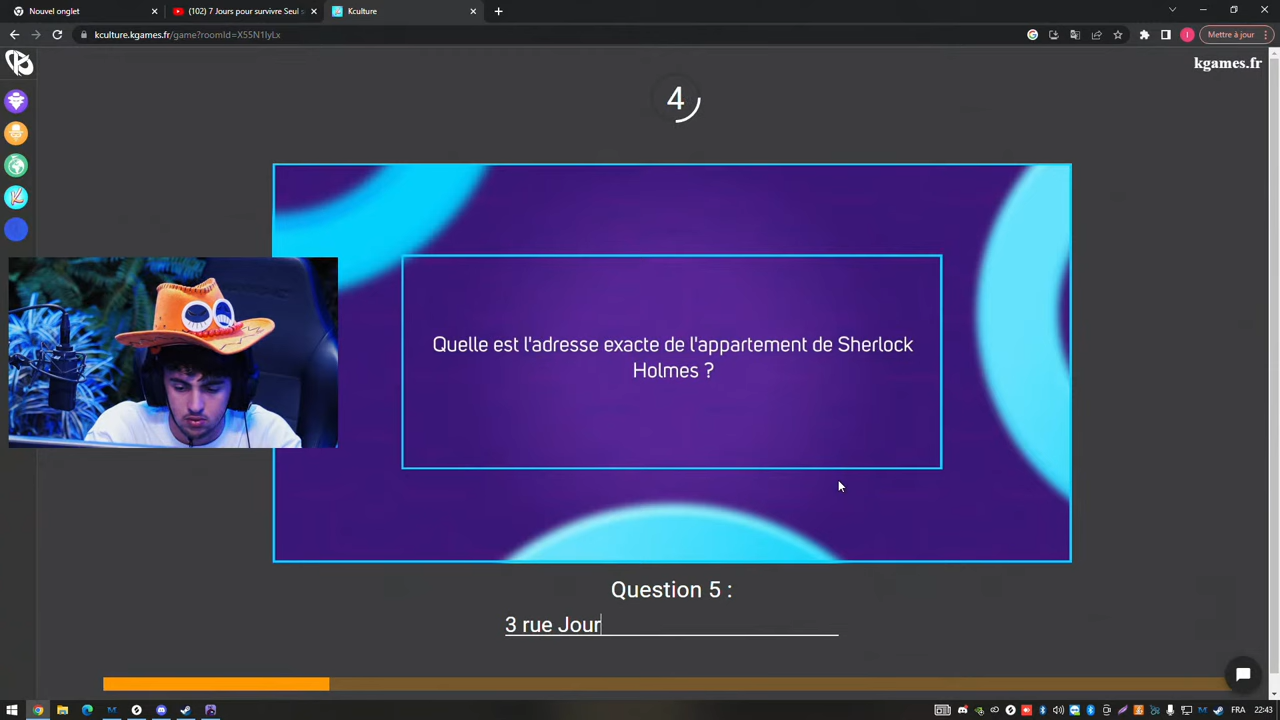 Nouvel onglet
(102) 7 Jours pour survivre Seul s
Kculture
kculture.kgames.fr/game?roomId=X5SN1lyLx
Mettre à jour
kgames.fr
4
Quelle est l'adresse exacte de l'appartement de Sherlock
Holmes ?
Question 5 :
3 rue Jour
FRA
22:43